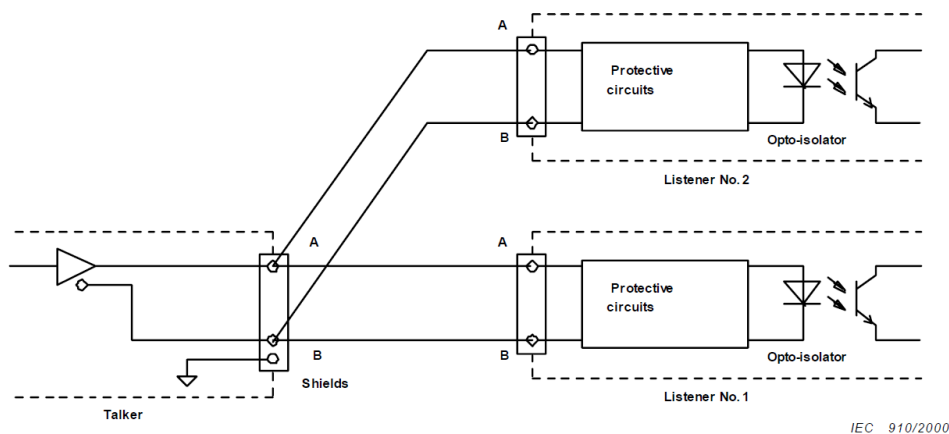 A
Protective
circuits
B
Opto-isolator
Listener No. 2
A
A
Protective
circuits
B
B
Opto-isolator
Shields
Listener No. 1
Talker
IEC 910/2000